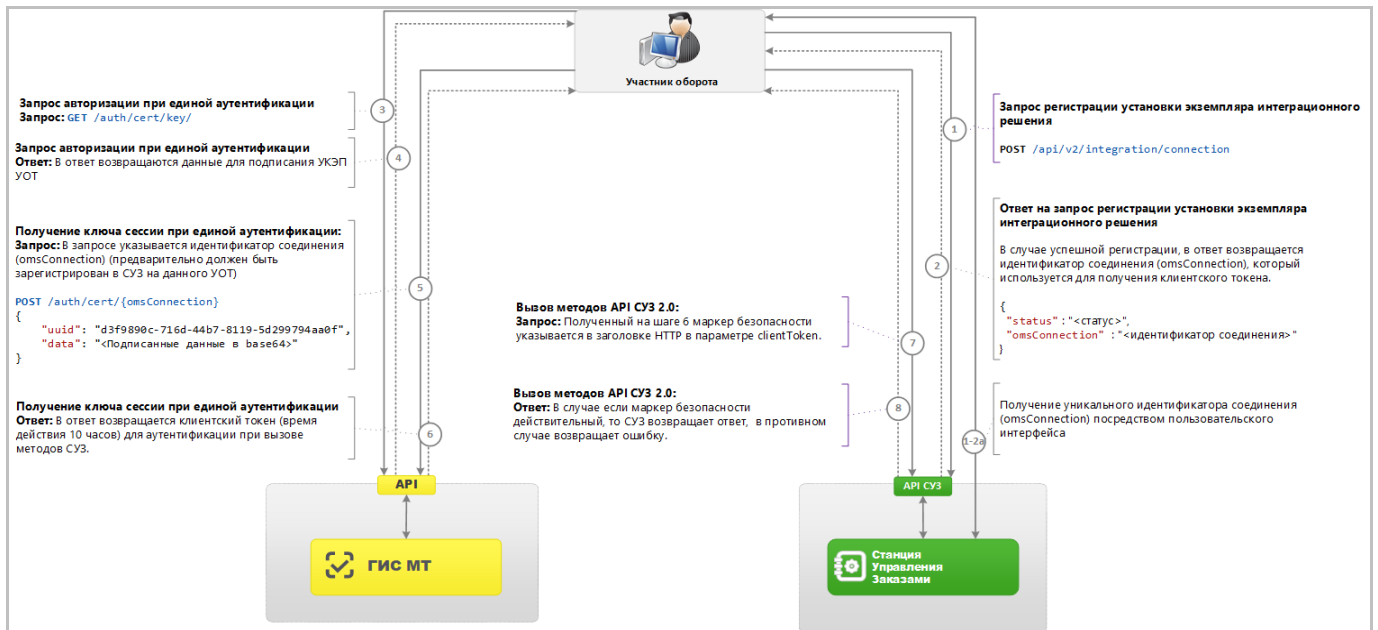 Участник оборота
Запрос авторизации при единой аутентификации
Запрос: GET /auth/cert/key/
3
Запрос авторизации при единой аутентификации
Ответ: В ответ возвращаются данные для подписания УКЭП
УОТ
4
Получение ключа сессии при единой аутентификации:
Запрос: В запросе указывается идентификатор соединения
(omsConnection) (предварительно должен быть
зарегистрирован в СУЗ на данного УОТ)
POST /auth/cert/{omsConnection}
{
"uuid": "d3f9890c-716d-44b7-8119-5d299794aa0f",
"data": "<Подписанные данные в base64>"
}
5
Получение ключа сессии при единой аутентификации
Ответ: В ответ возвращается клиентский токен (время
действия 10 часов) для аутентификации при вызове
методов СУЗ.
6
Вызов методов API СУЗ 2.0:
Запрос: Полученный на шаге 6 маркер безопасности
указывается в заголовке HTTP в параметре clientToken.
7
Вызов методов API СУЗ 2.0:
Ответ: В случае если маркер безопасности
действительный, то СУЗ возвращает ответ, в противном
случае возвращает ошибку.
8
1
Запрос регистрации установки экземпляра интеграционного
решения
POST /api/v2/integration/connection
2
Ответ на запрос регистрации установки экземпляра
интеграционного решения
В случае успешной регистрации, в ответ возвращается
идентификатор соединения (omsConnection), который
используется для получения клиентского токена.
{
"status" :"<статус>",
"omsConnection" :"<идентификатор соединения>"
}
1-2а
Получение уникального идентификатора соединения
(omsConnection) посредством пользовательского
интерфейса
API
ГИС МТ
API СУЗ
Станция
Управления
Заказами